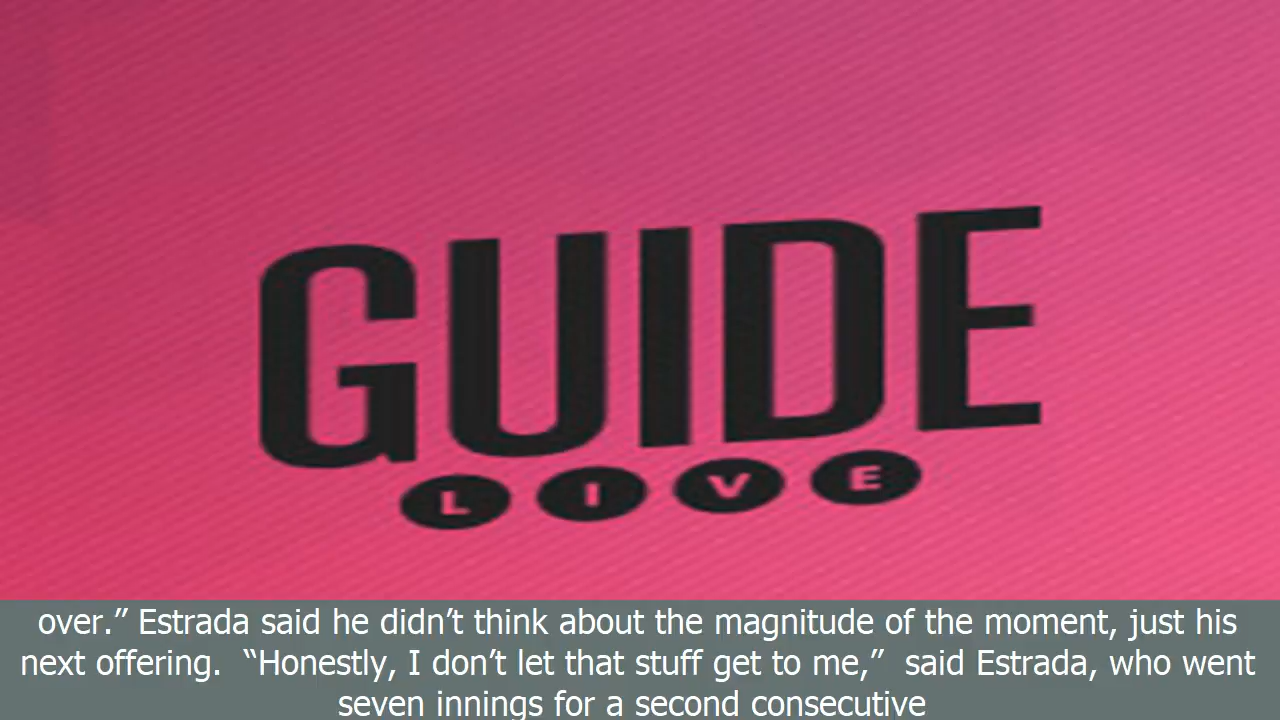 GUIDE
LIVE
over.” Estrada said he didn’t think about the magnitude of the moment, just his
next offering.  “Honestly, I don’t let that stuff get to me,”  said Estrada, who went
seven innings for a second consecutive